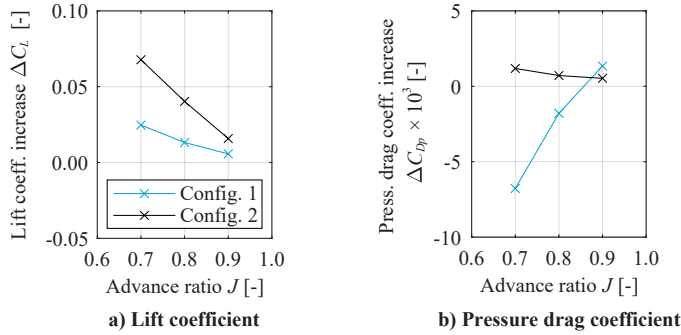 Lift coeff. increase ΔC_L [-]
0.10
0.05
0.00
-0.05
Config. 1
Config. 2
0.6 0.7 0.8 0.9 1.0
Advance ratio J [-]
a) Lift coefficient
Press. drag coeff. increase
ΔC_Dp × 10³ [-]
5
0
-5
-10
0.6 0.7 0.8 0.9 1.0
Advance ratio J [-]
b) Pressure drag coefficient